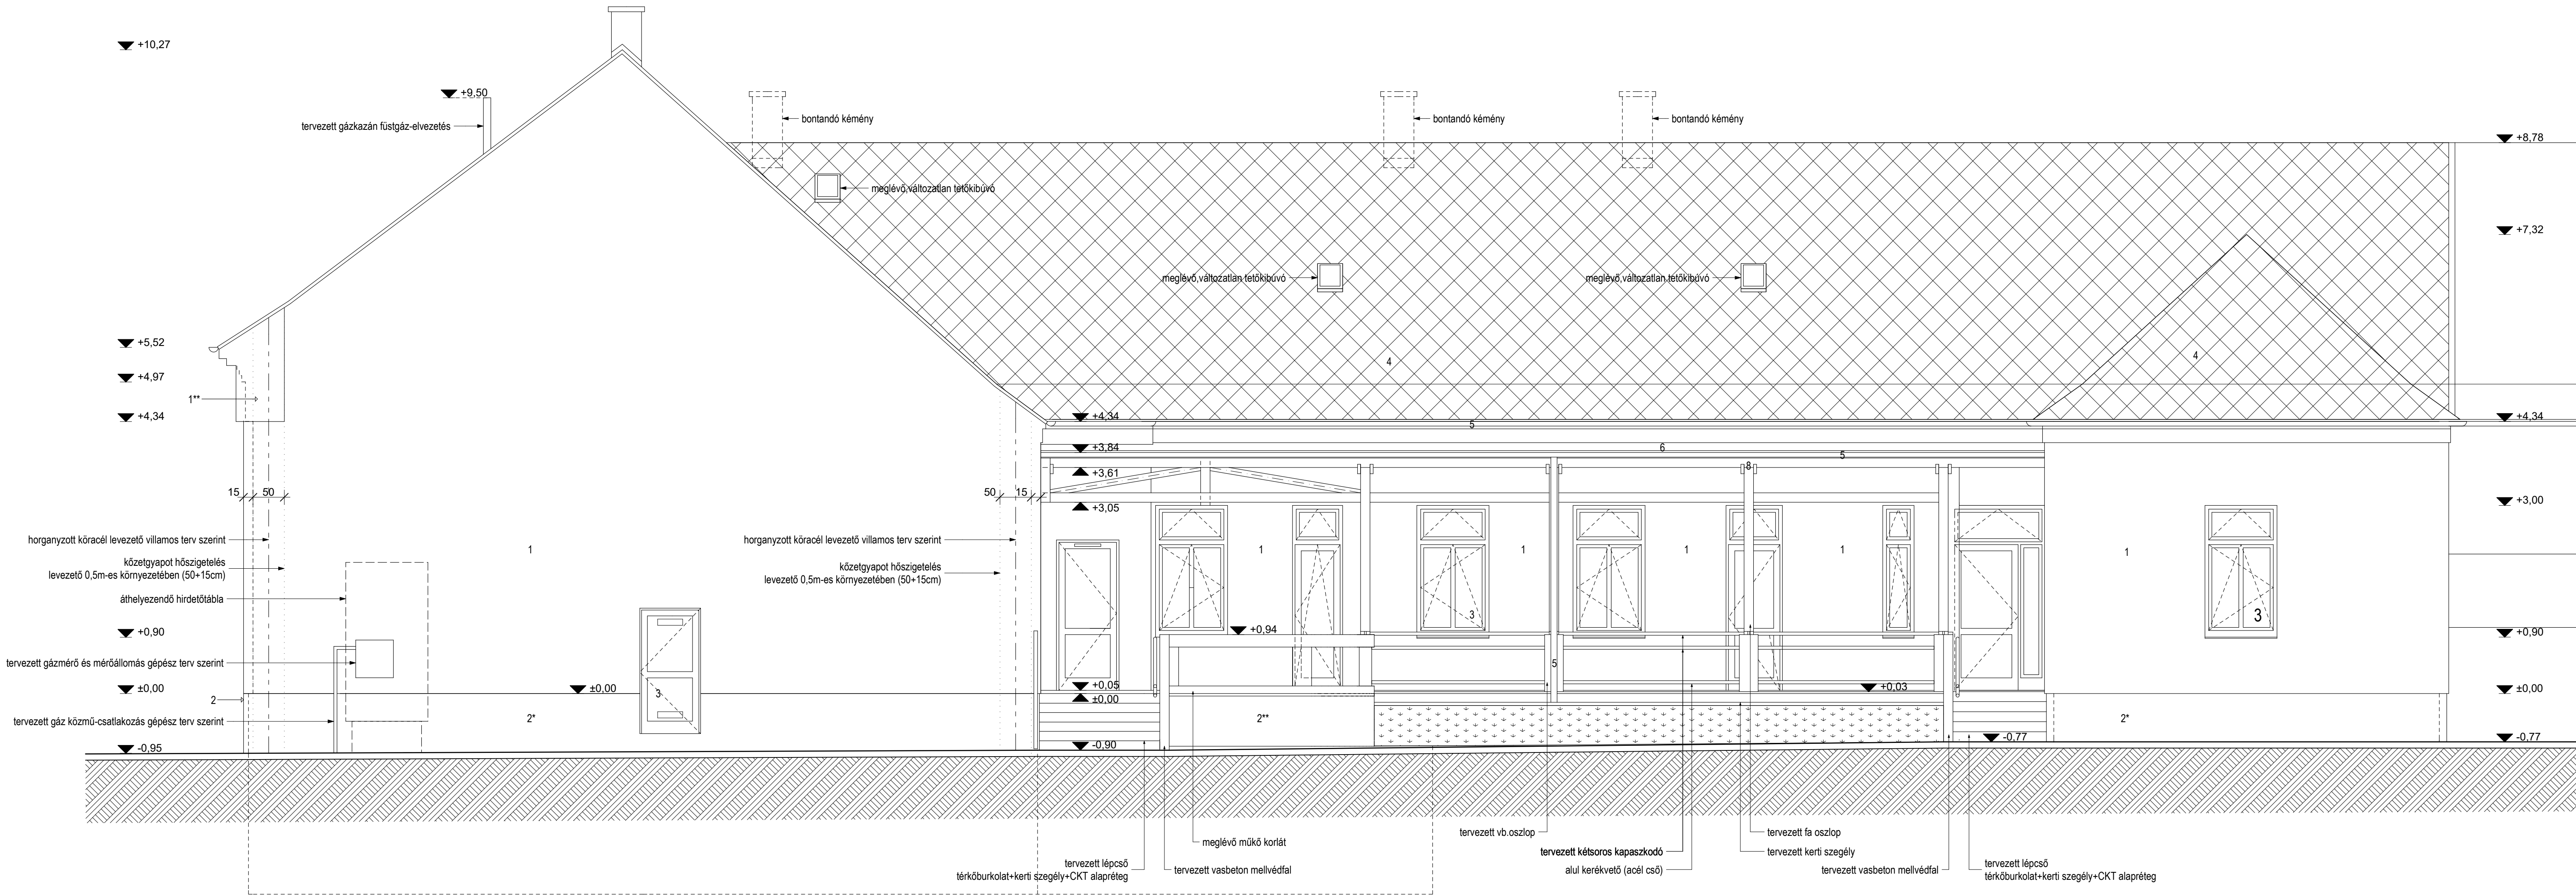 +10,27
+9,50
tervezett gázkazán füstgáz-elvezetés
bontandó kémény
bontandó kémény
bontandó kémény
+8,78
meglévő,változatlan tetőkibúvó
+7,32
meglévő,változatlan tetőkibúvó
meglévő,változatlan tetőkibúvó
+5,52
4
4
+4,97
1**
+4,34
+4,34
+4,34
5
+3,84
6
5
+3,61
8
15
50
50
15
+3,05
+3,00
horganyzott köracél levezető villamos terv szerint
horganyzott köracél levezető villamos terv szerint
1
1
1
1
1
1
kőzetgyapot hőszigetelés
levezető 0,5m-es környezetében (50+15cm)
kőzetgyapot hőszigetelés
levezető 0,5m-es környezetében (50+15cm)
áthelyezendő hirdetőtábla
3
3
+0,90
+0,94
+0,90
tervezett gázmérő és mérőállomás gépész terv szerint
5
±0,00
±0,00
3
+0,05
+0,03
±0,00
2
±0,00
tervezett gáz közmű-csatlakozás gépész terv szerint
2*
2**
2*
-0,95
-0,90
-0,77
-0,77
tervezett vb.oszlop
tervezett fa oszlop
meglévő műkő korlát
tervezett kétsoros kapaszkodó
tervezett kerti szegély
tervezett lépcső
térkőburkolat+kerti szegély+CKT alapréteg
tervezett vasbeton mellvédfal
alul kerékvető (acél cső)
tervezett vasbeton mellvédfal
tervezett lépcső
térkőburkolat+kerti szegély+CKT alapréteg